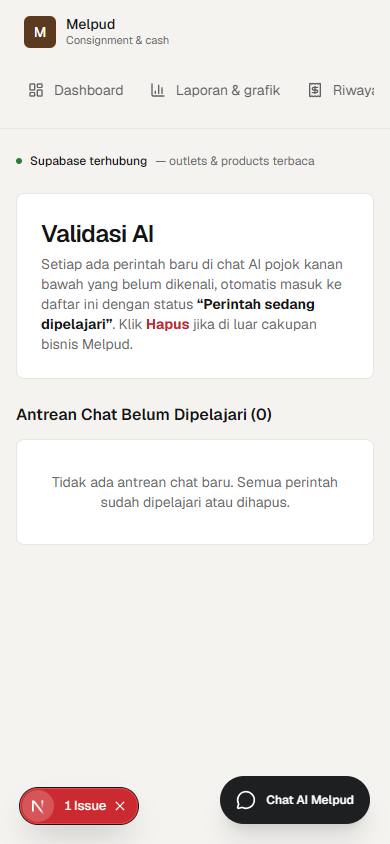 M
Melpud
Consignment & cash
Dashboard
Laporan & grafik
Riwaya
Supabase terhubung — outlets & products terbaca
Validasi AI
Setiap ada perintah baru di chat AI pojok kanan
bawah yang belum dikenali, otomatis masuk ke
daftar ini dengan status “Perintah sedang
dipelajari”. Klik Hapus jika di luar cakupan
bisnis Melpud.
Antrean Chat Belum Dipelajari (0)
Tidak ada antrean chat baru. Semua perintah
sudah dipelajari atau dihapus.
N 1 Issue
Chat AI Melpud